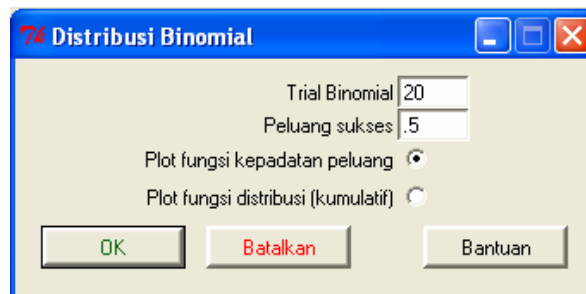 Distribusi Binomial
Trial Binomial 20
Peluang sukses .5
Plot fungsi kepadatan peluang
Plot fungsi distribusi (kumulatif)
OK Batalkan Bantuan